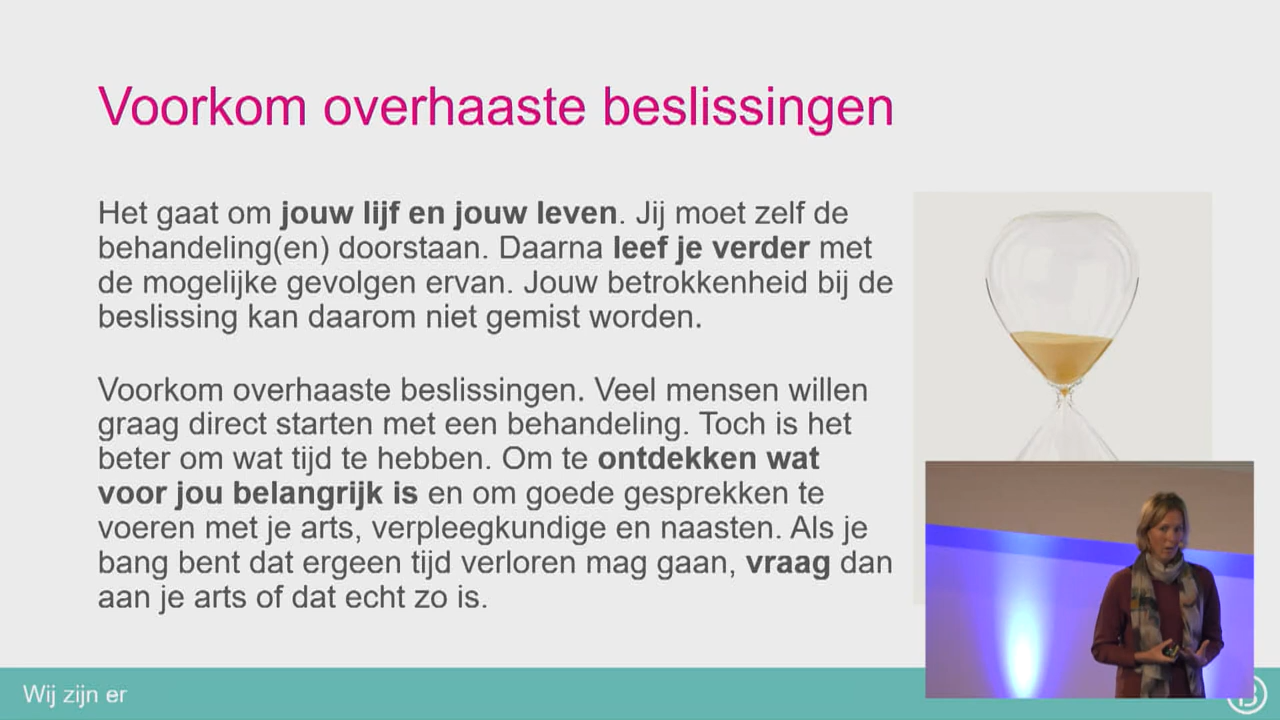 Voorkom overhaaste beslissingen
Het gaat om jouw lijf en jouw leven. Jij moet zelf de
behandeling(en) doorstaan. Daarna leef je verder met
de mogelijke gevolgen ervan. Jouw betrokkenheid bij de
beslissing kan daarom niet gemist worden.
Voorkom overhaaste beslissingen. Veel mensen willen
graag direct starten met een behandeling. Toch is het
beter om wat tijd te hebben. Om te ontdekken wat
voor jou belangrijk is en om goede gesprekken te
voeren met je arts, verpleegkundige en naasten. Als je
bang bent dat ergeen tijd verloren mag gaan, vraag dan
aan je arts of dat echt zo is.
Wij zijn er
B